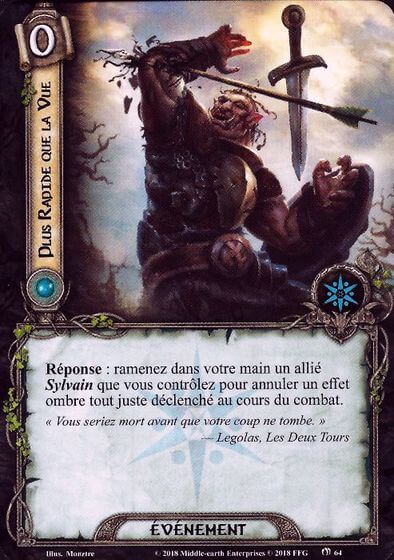 0
PLUS RAPIDE QUE LA VUE
Réponse : ramenez dans votre main un allié
Sylvain que vous contrôlez pour annuler un effet
ombre tout juste déclenché au cours du combat.
« Vous seriez mort avant que votre coup ne tombe. »
— Legolas, Les Deux Tours
ÉVÉNEMENT
Illus. Monztre © 2018 Middle-earth Enterprises © 2018 FFG 64